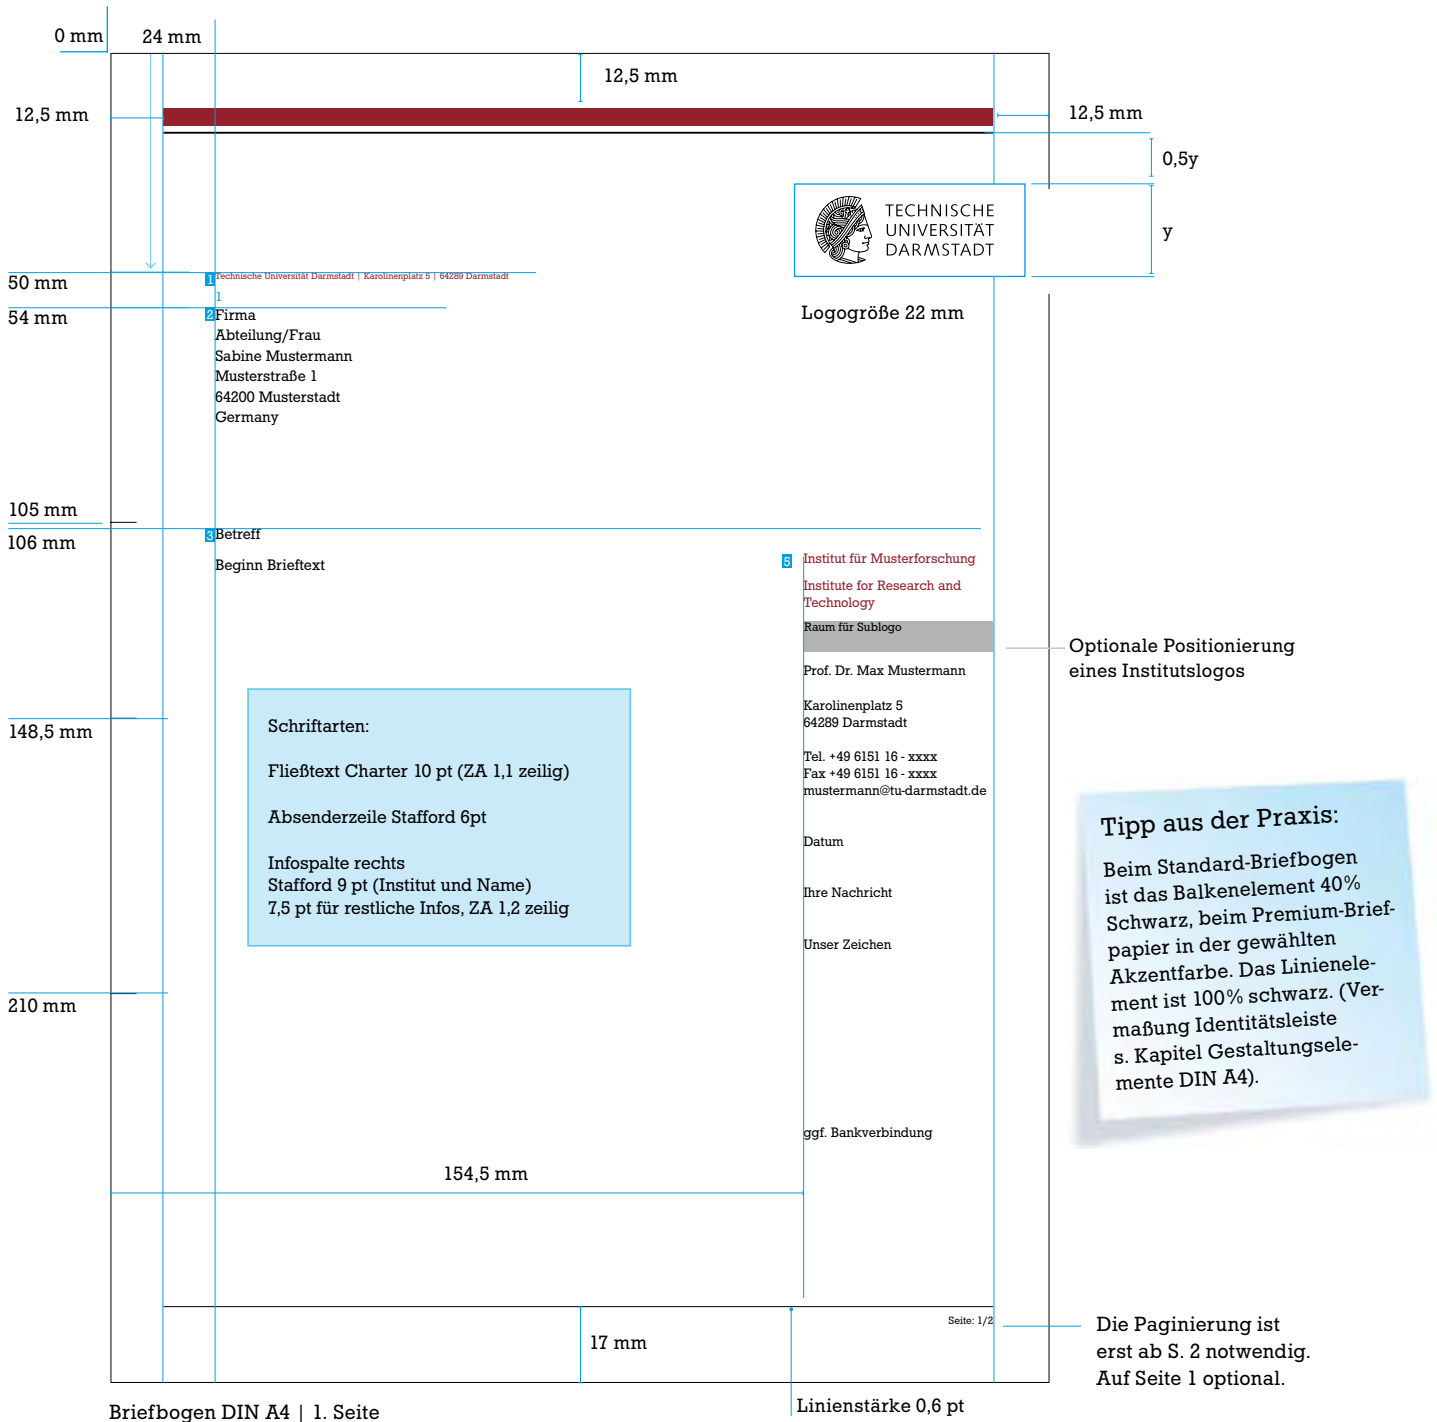 0 mm
24 mm
12,5 mm
12,5 mm
12,5 mm
0,5y
TECHNISCHE
UNIVERSITÄT
DARMSTADT
y
50 mm
1 Technische Universität Darmstadt | Karolinenplatz 5 | 64289 Darmstadt
1
54 mm
2 Firma
Abteilung/Frau
Sabine Mustermann
Musterstraße 1
64200 Musterstadt
Germany
Logogröße 22 mm
105 mm
106 mm
3 Betreff
Beginn Brieftext
5 Institut für Musterforschung
Institute for Research and
Technology
Raum für Sublogo
Optionale Positionierung
eines Institutslogos
Prof. Dr. Max Mustermann
Karolinenplatz 5
64289 Darmstadt
Tel. +49 6151 16 - xxxx
Fax +49 6151 16 - xxxx
mustermann@tu-darmstadt.de
Datum
Ihre Nachricht
Unser Zeichen
ggf. Bankverbindung
148,5 mm
Schriftarten:
Fließtext Charter 10 pt (ZA 1,1 zeilig)
Absenderzeile Stafford 6pt
Infospalte rechts
Stafford 9 pt (Institut und Name)
7,5 pt für restliche Infos, ZA 1,2 zeilig
210 mm
Tipp aus der Praxis:
Beim Standard-Briefbogen
ist das Balkenelement 40%
Schwarz, beim Premium-Brief-
papier in der gewählten
Akzentfarbe. Das Linienele-
ment ist 100% schwarz. (Ver-
maßung Identitätsleiste
s. Kapitel Gestaltungsele-
mente DIN A4).
154,5 mm
Seite: 1/2
17 mm
Die Paginierung ist
erst ab S. 2 notwendig.
Auf Seite 1 optional.
Linienstärke 0,6 pt
Briefbogen DIN A4 | 1. Seite